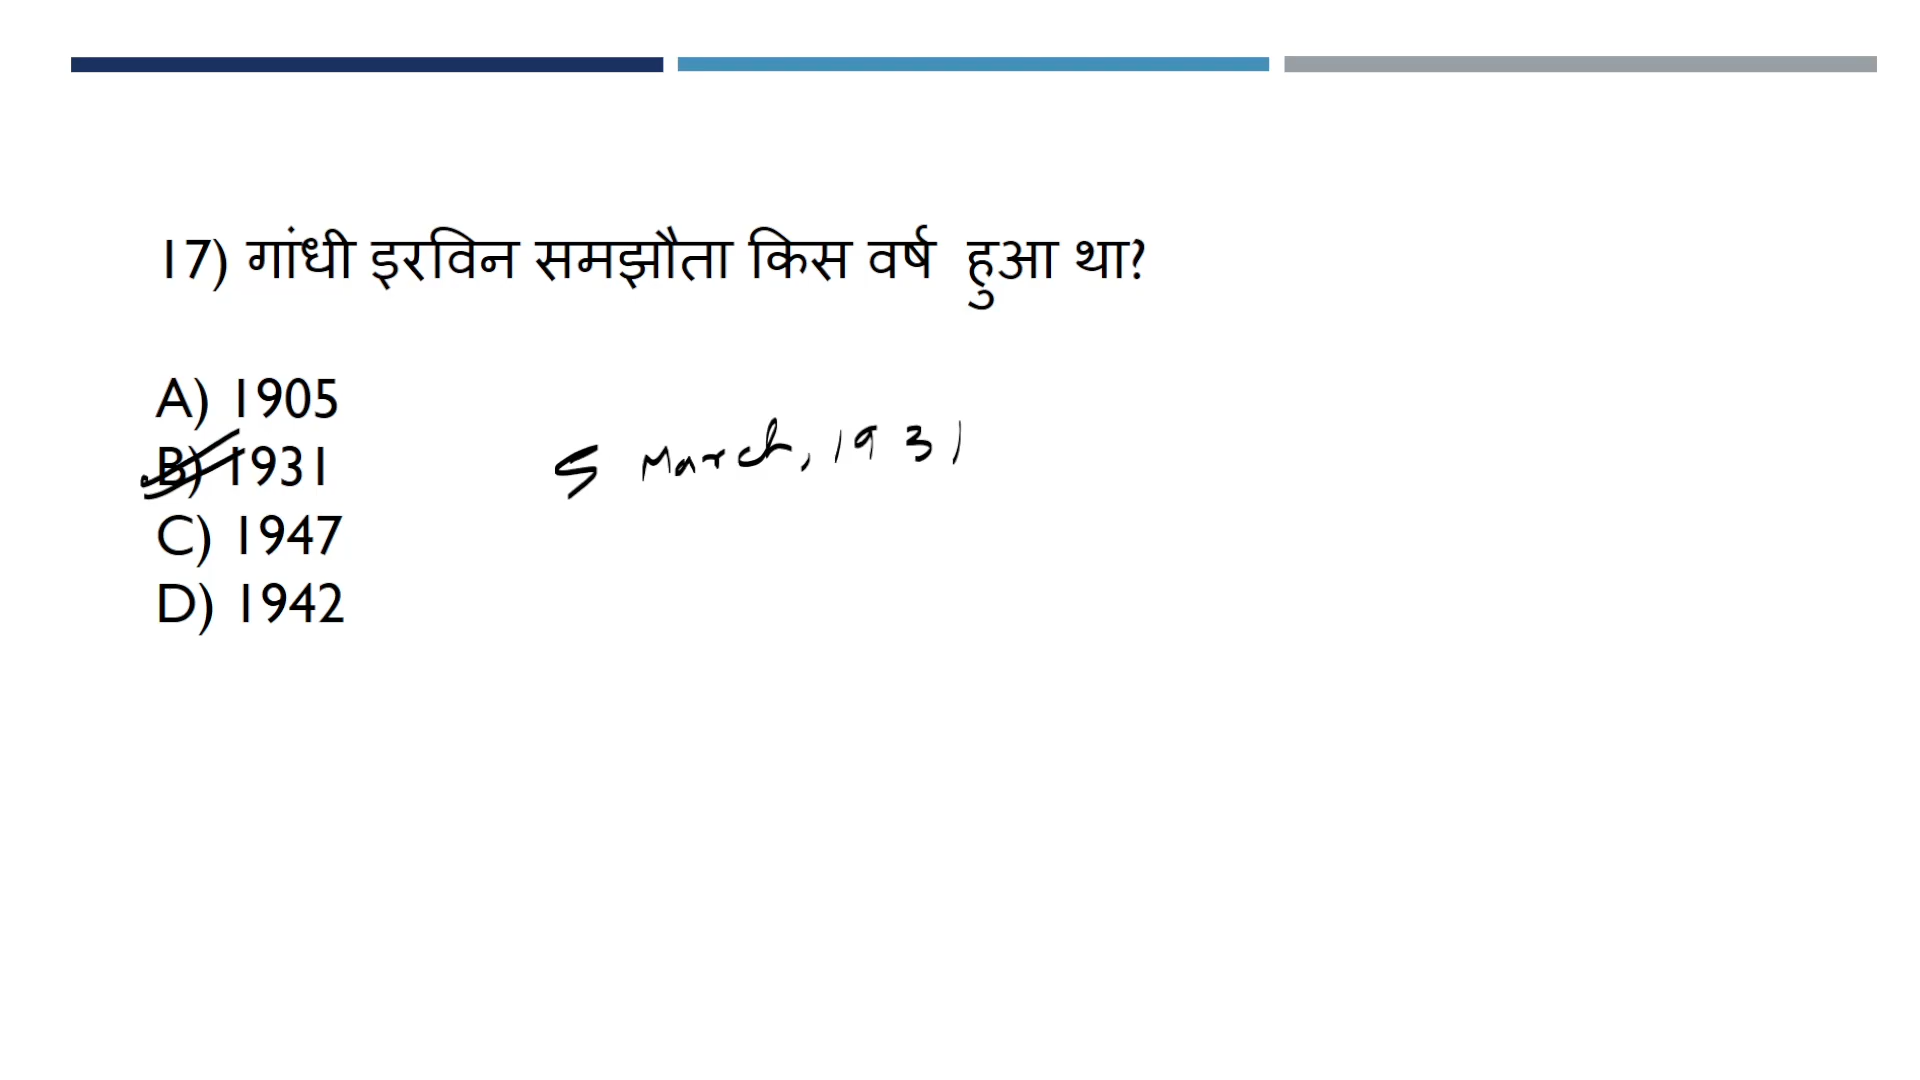 17) गांधी इरविन समझौता किस वर्ष हुआ था?
A) 1905
B) 1931
5 March, 1931
C) 1947
D) 1942